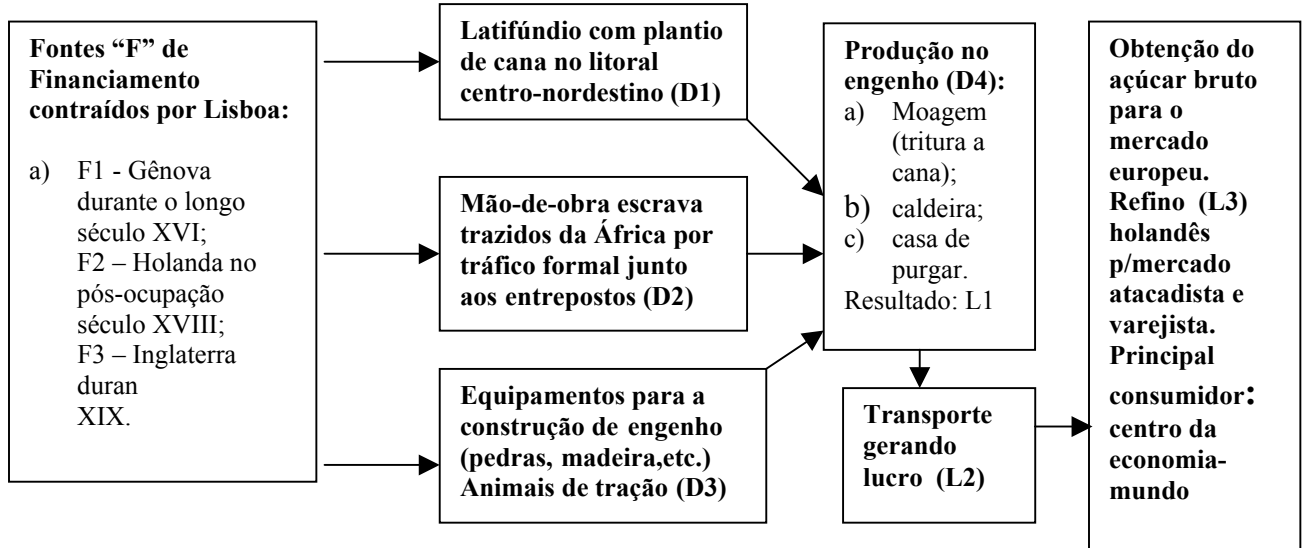 Fontes “F” de
Financiamento
contraídos por Lisboa:
a) F1 - Gênova
durante o longo
século XVI;
F2 – Holanda no
pós-ocupação
século XVIII;
F3 – Inglaterra
duran
XIX.
Latifúndio com plantio
de cana no litoral
centro-nordestino (D1)
Mão-de-obra escrava
trazidos da África por
tráfico formal junto
aos entrepostos (D2)
Equipamentos para a
construção de engenho
(pedras, madeira,etc.)
Animais de tração (D3)
Produção no
engenho (D4):
a) Moagem
(tritura a
cana);
b) caldeira;
c) casa de
purgar.
Resultado: L1
Transporte
gerando
lucro (L2)
Obtenção do
açúcar bruto
para o
mercado
europeu.
Refino (L3)
holandês
p/mercado
atacadista e
varejista.
Principal
consumidor:
centro da
economia-
mundo